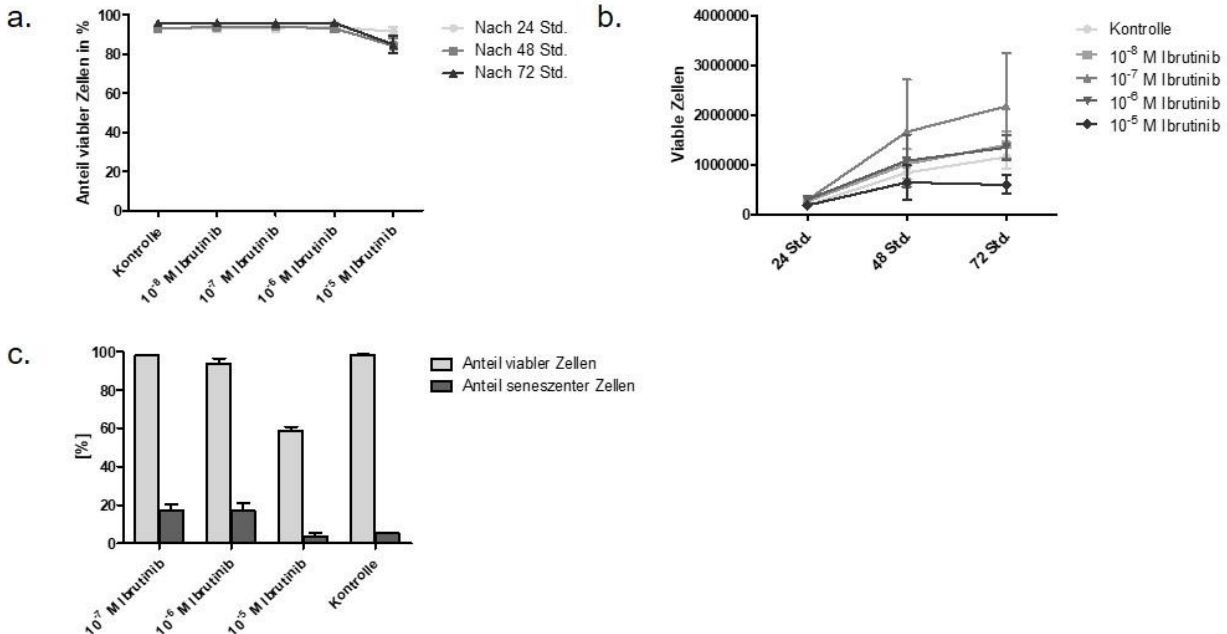 a.
Anteil viabler Zellen in %
100
80
60
40
20
0
Kontrolle
10⁻⁸ M Ibrutinib
10⁻⁷ M Ibrutinib
10⁻⁶ M Ibrutinib
10⁻⁵ M Ibrutinib
Nach 24 Std.
Nach 48 Std.
Nach 72 Std.
b.
Viable Zellen
4000000
3000000
2000000
1000000
0
24 Std.
48 Std.
72 Std.
Kontrolle
10⁻⁸ M Ibrutinib
10⁻⁷ M Ibrutinib
10⁻⁶ M Ibrutinib
10⁻⁵ M Ibrutinib
c.
[%]
100
80
60
40
20
0
10⁻⁷ M Ibrutinib
10⁻⁶ M Ibrutinib
10⁻⁵ M Ibrutinib
Kontrolle
Anteil viabler Zellen
Anteil seneszenter Zellen